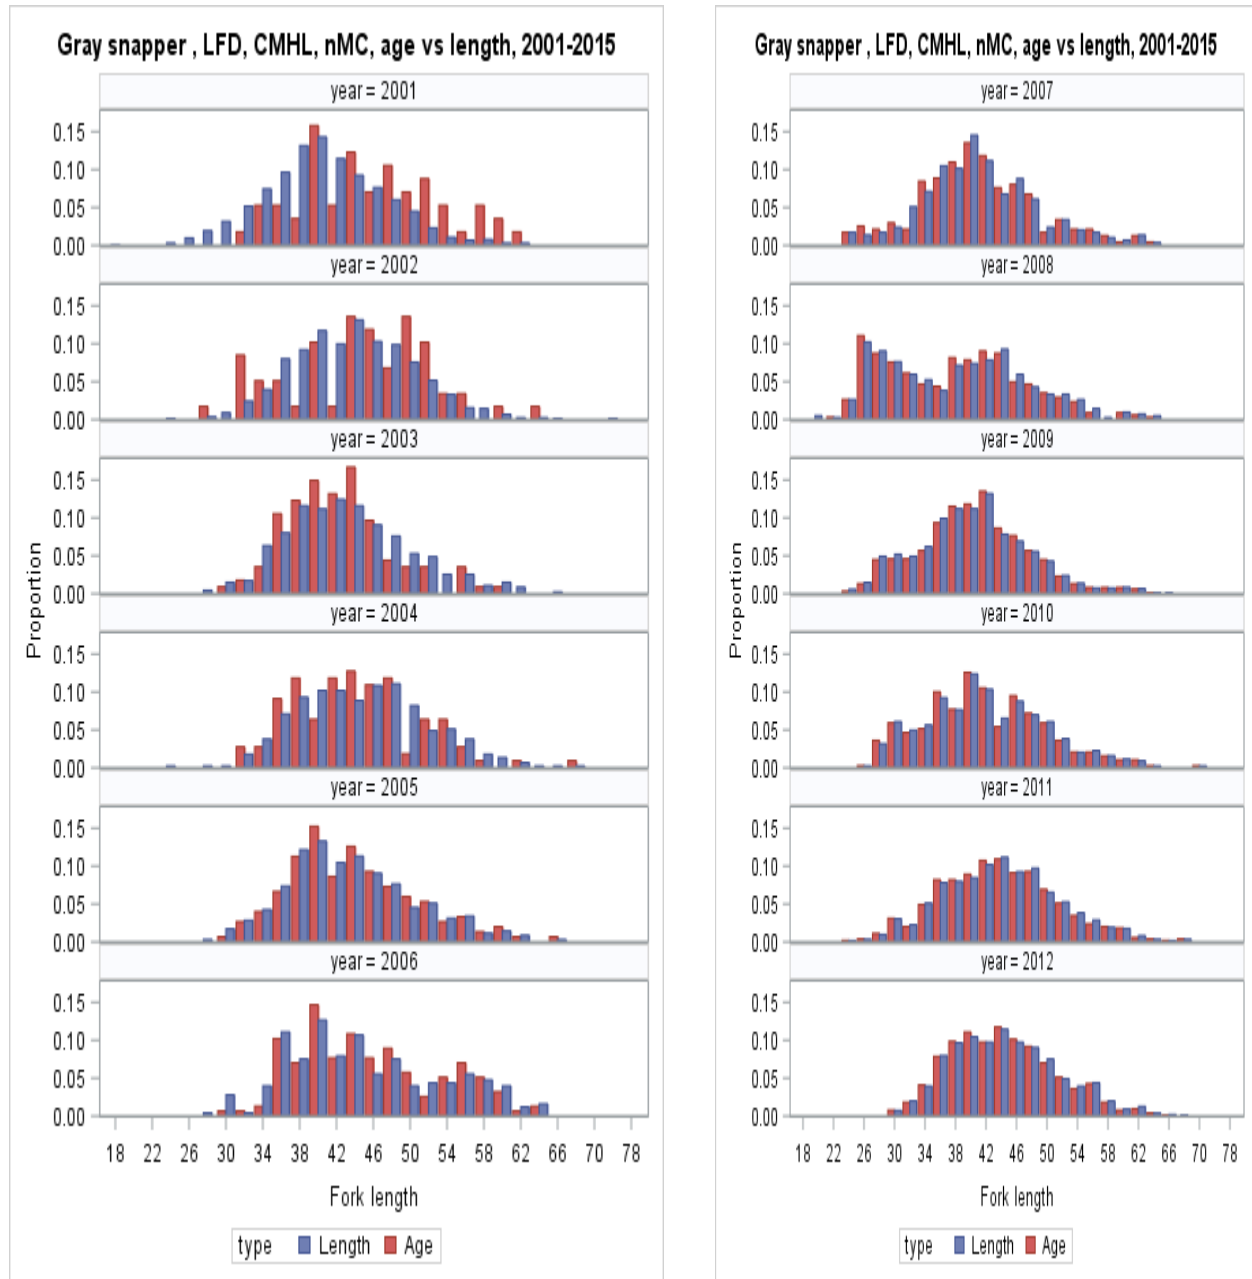 Gray snapper , LFD, CMHL, nMC, age vs length, 2001-2015
year = 2001
0.15
0.10
0.05
0.00
year = 2002
0.15
0.10
0.05
0.00
year = 2003
0.15
0.10
0.05
0.00
year = 2004
0.15
0.10
0.05
0.00
year = 2005
0.15
0.10
0.05
0.00
year = 2006
0.15
0.10
0.05
0.00
Proportion
18 22 26 30 34 38 42 46 50 54 58 62 66 70 78
Fork length
type Length Age
Gray snapper , LFD, CMHL, nMC, age vs length, 2001-2015
year = 2007
0.15
0.10
0.05
0.00
year = 2008
0.15
0.10
0.05
0.00
year = 2009
0.15
0.10
0.05
0.00
year = 2010
0.15
0.10
0.05
0.00
year = 2011
0.15
0.10
0.05
0.00
year = 2012
0.15
0.10
0.05
0.00
Proportion
18 22 26 30 34 38 42 46 50 54 58 62 66 70 78
Fork length
type Length Age